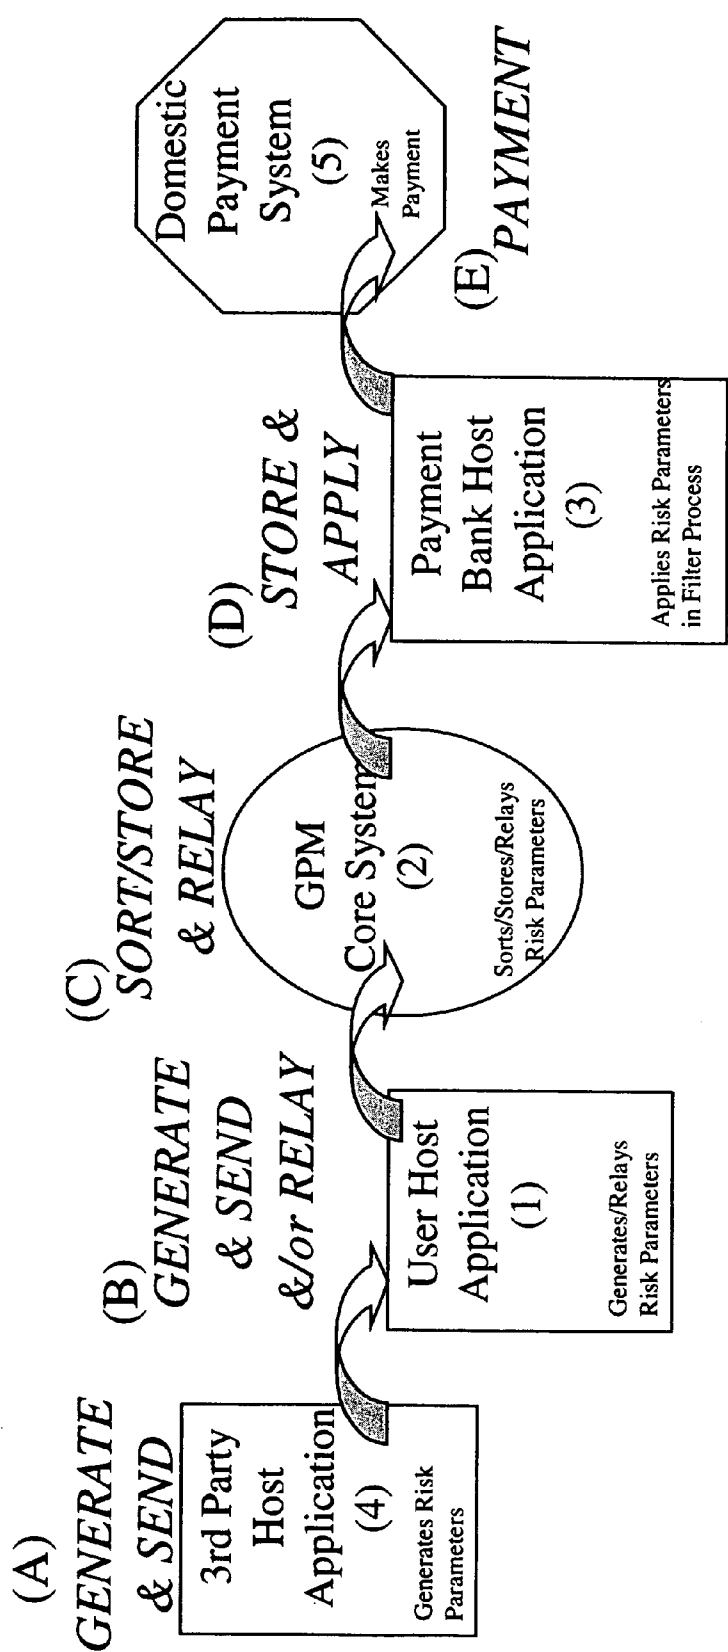 (A)
GENERATE
& SEND
3rd Party
Host
Application
(4)
Generates Risk
Parameters
(B)
GENERATE
& SEND
&/or RELAY
User Host
Application
(1)
Generates/Relays
Risk Parameters
(C)
SORT/STORE
& RELAY
GPM
Core System
(2)
Sorts/Stores/Relays
Risk Parameters
(D)
STORE &
APPLY
Payment
Bank Host
Application
(3)
Applies Risk Parameters
in Filter Process
Domestic
Payment
System
(5)
Makes
Payment
(E)
PAYMENT